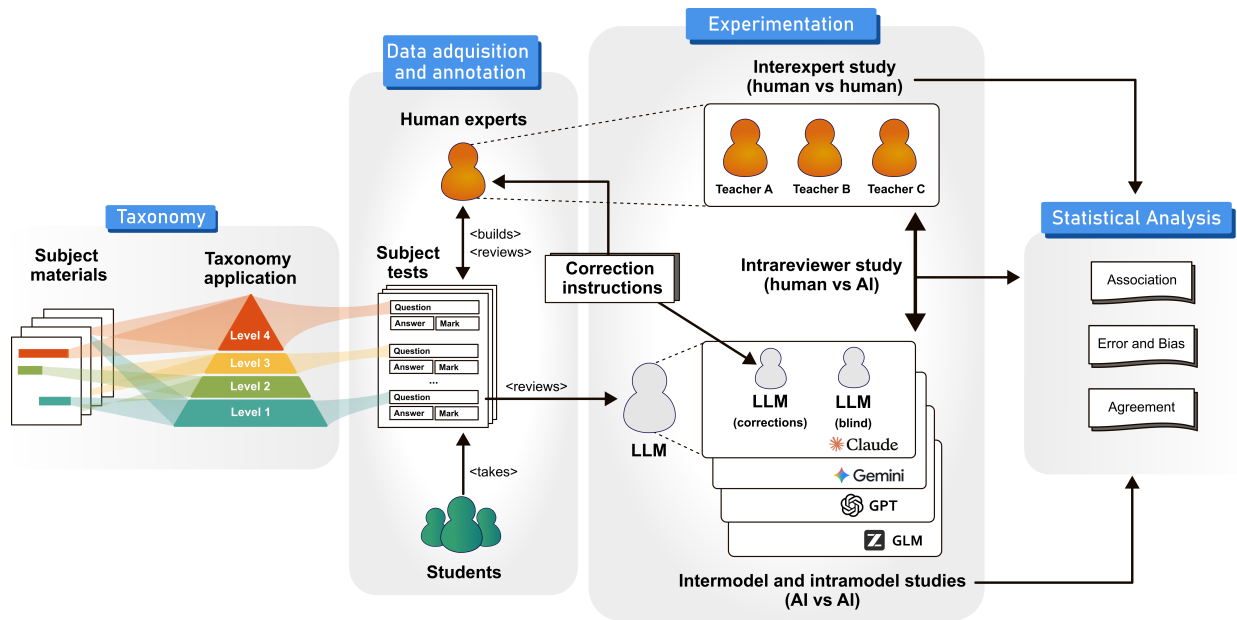 Taxonomy
Subject
materials
Taxonomy
application
Level 4
Level 3
Level 2
Level 1
Data adquisition
and annotation
Human experts
<builds>
<reviews>
Subject
tests
Question
Answer
Mark
Question
Answer
Mark
...
Question
Answer
Mark
<takes>
Students
<reviews>
Experimentation
Interexpert study
(human vs human)
Teacher A
Teacher B
Teacher C
Correction
instructions
Intrareviewer study
(human vs AI)
LLM
LLM
(corrections)
LLM
(blind)
Claude
Gemini
GPT
GLM
Intermodel and intramodel studies
(AI vs AI)
Statistical Analysis
Association
Error and Bias
Agreement